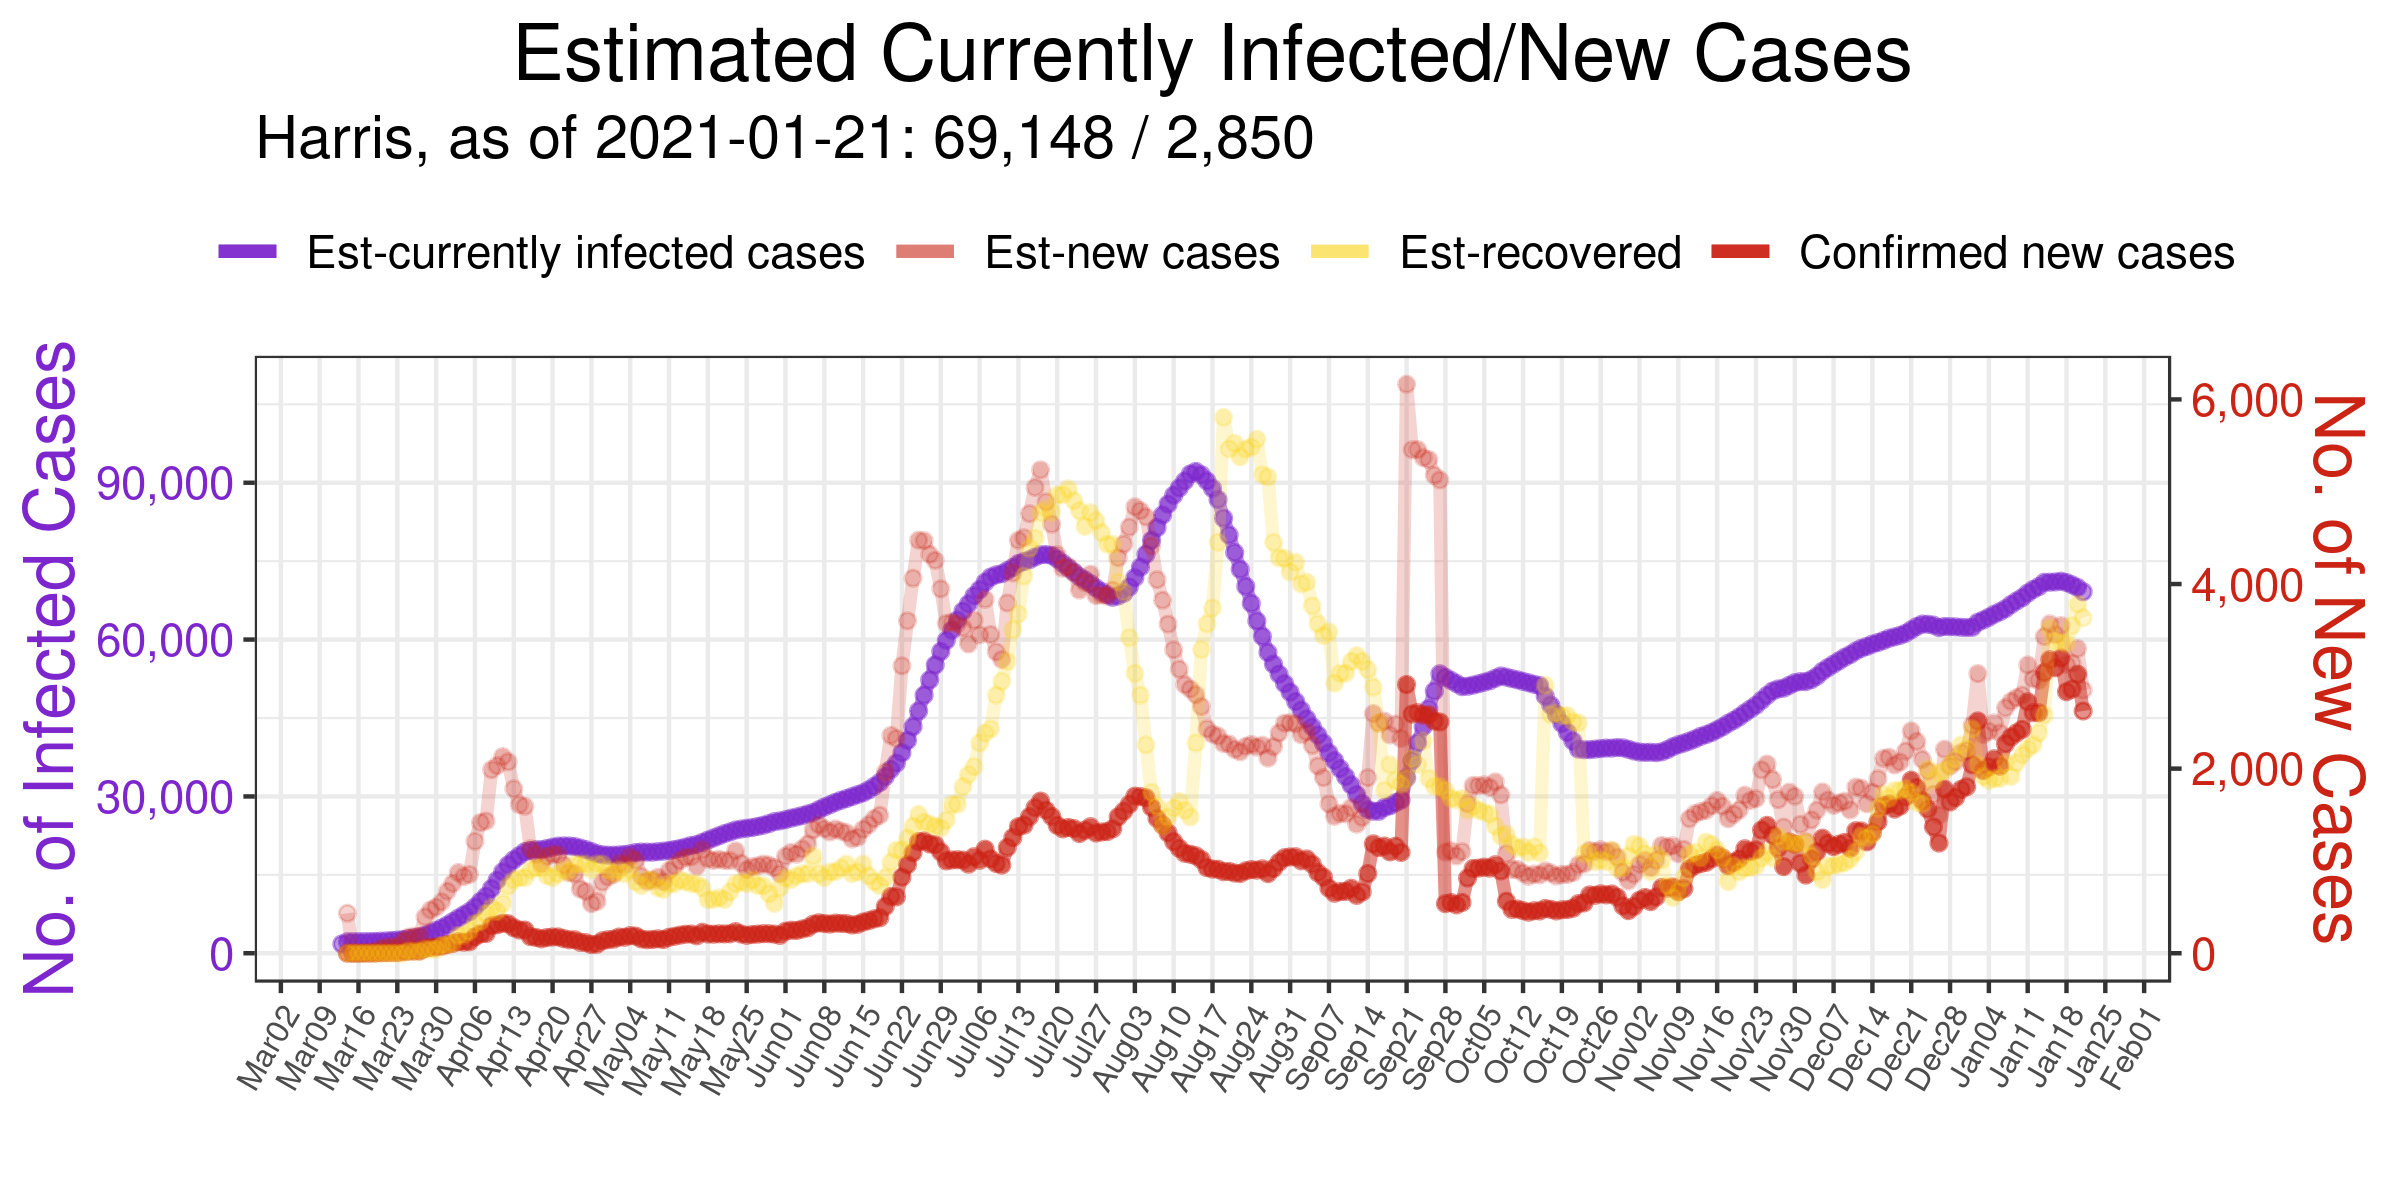 Estimated Currently Infected/New Cases
Harris, as of 2021-01-21: 69,148 / 2,850
Est-currently infected cases Est-new cases Est-recovered Confirmed new cases
No. of Infected Cases
90,000
60,000
30,000
0
6,000
4,000
2,000
0
No. of New Cases
Mar02 Mar09 Mar16 Mar23 Mar30 Apr06 Apr13 Apr20 Apr27 May04 May11 May18 May25 Jun01 Jun08 Jun15 Jun22 Jun29 Jul06 Jul13 Jul20 Jul27 Aug03 Aug10 Aug17 Aug24 Aug31 Sep07 Sep14 Sep21 Sep28 Oct05 Oct12 Oct19 Oct26 Nov02 Nov09 Nov16 Nov23 Nov30 Dec07 Dec14 Dec21 Dec28 Jan04 Jan11 Jan18 Jan25 Feb01